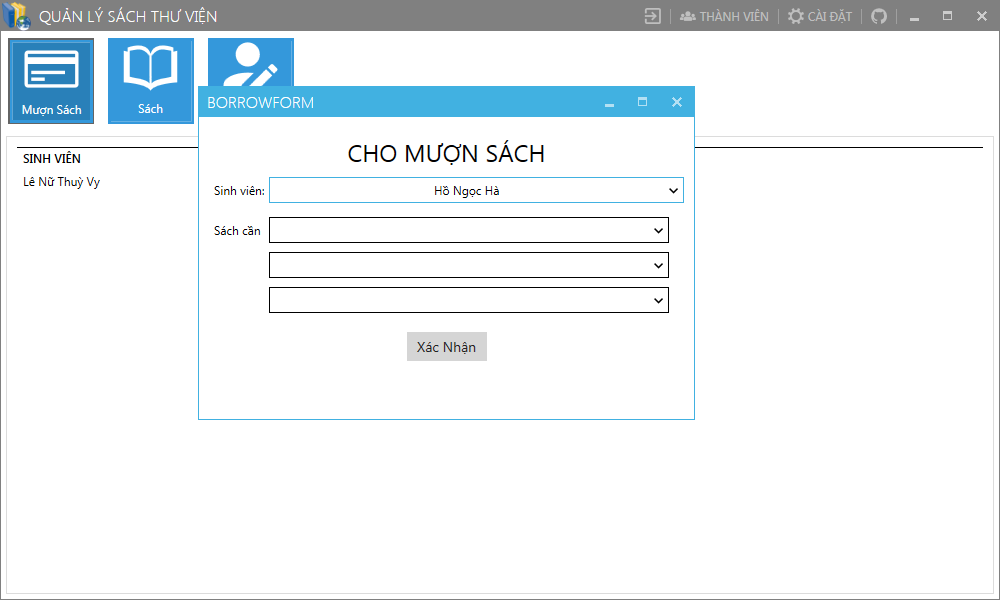 QUẢN LÝ SÁCH THƯ VIỆN
THÀNH VIÊN
CÀI ĐẶT
Mượn Sách
Sách
SINH VIÊN
Lê Nữ Thuỳ Vy
BORROWFORM
CHO MƯỢN SÁCH
Sinh viên: Hồ Ngọc Hà
Sách cần
Xác Nhận